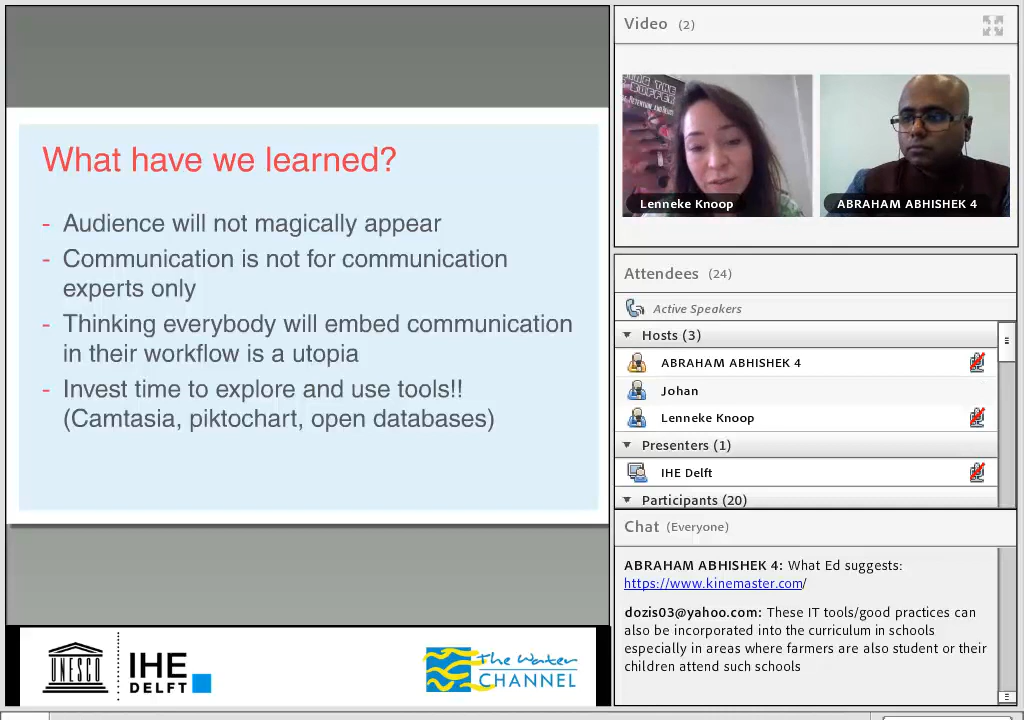 What have we learned?
- Audience will not magically appear
- Communication is not for communication
experts only
- Thinking everybody will embed communication
in their workflow is a utopia
- Invest time to explore and use tools!!
(Camtasia, piktochart, open databases)
UNESCO
IHE
DELFT
The Water
CHANNEL
Video (2)
Lenneke Knoop
ABRAHAM ABHISHEK 4
Attendees (24)
Active Speakers
Hosts (3)
ABRAHAM ABHISHEK 4
Johan
Lenneke Knoop
Presenters (1)
IHE Delft
Participants (20)
Chat (Everyone)
ABRAHAM ABHISHEK 4: What Ed suggests:
https://www.kinemaster.com/
dozis03@yahoo.com: These IT tools/good practices can
also be incorporated into the curriculum in schools
especially in areas where farmers are also student or their
children attend such schools